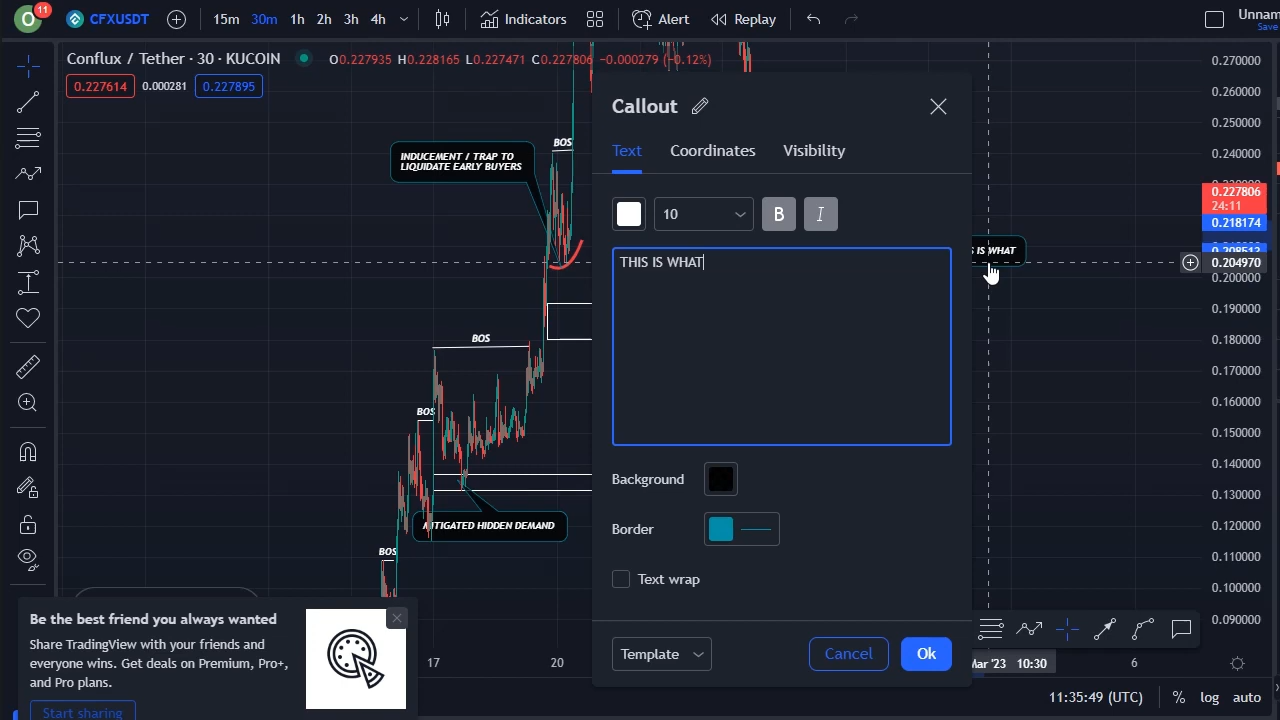 O 11 CFXUSDT 15m 30m 1h 2h 3h 4h Indicators Alert Replay Unnam
Save
Conflux / Tether · 30 · KUCOIN O0.227935 H0.228165 L0.227471 C0.227806 −0.000279 (−0.12%)
0.227614 0.000281 0.227895
INDUCEMENT / TRAP TO
LIQUIDATE EARLY BUYERS
BOS
BOS
BOS
MITIGATED HIDDEN DEMAND
BOS
Callout
Text Coordinates Visibility
10 B I
THIS IS WHAT
Background
Border
Text wrap
Template Cancel Ok
S IS WHAT
0.270000
0.260000
0.250000
0.240000
0.227806
24:11
0.218174
0.204970
0.200000
0.190000
0.180000
0.170000
0.160000
0.150000
0.140000
0.130000
0.120000
0.110000
0.100000
0.090000
17 20 Mar '23 10:30 6
11:35:49 (UTC) % log auto
Be the best friend you always wanted
Share TradingView with your friends and
everyone wins. Get deals on Premium, Pro+,
and Pro plans.
Start sharing